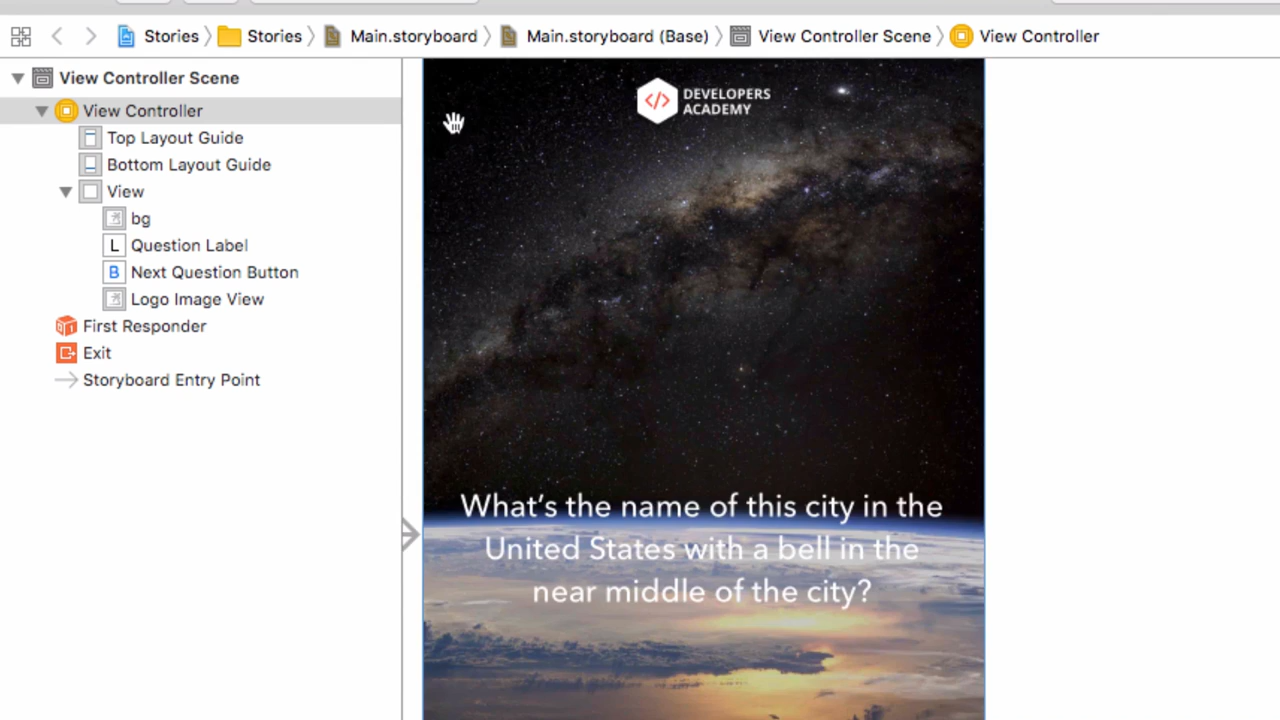 Stories
Stories
Main.storyboard
Main.storyboard (Base)
View Controller Scene
View Controller
View Controller Scene
View Controller
Top Layout Guide
Bottom Layout Guide
View
bg
L Question Label
B Next Question Button
Logo Image View
First Responder
Exit
Storyboard Entry Point
</> DEVELOPERS
ACADEMY
What's the name of this city in the
United States with a bell in the
near middle of the city?